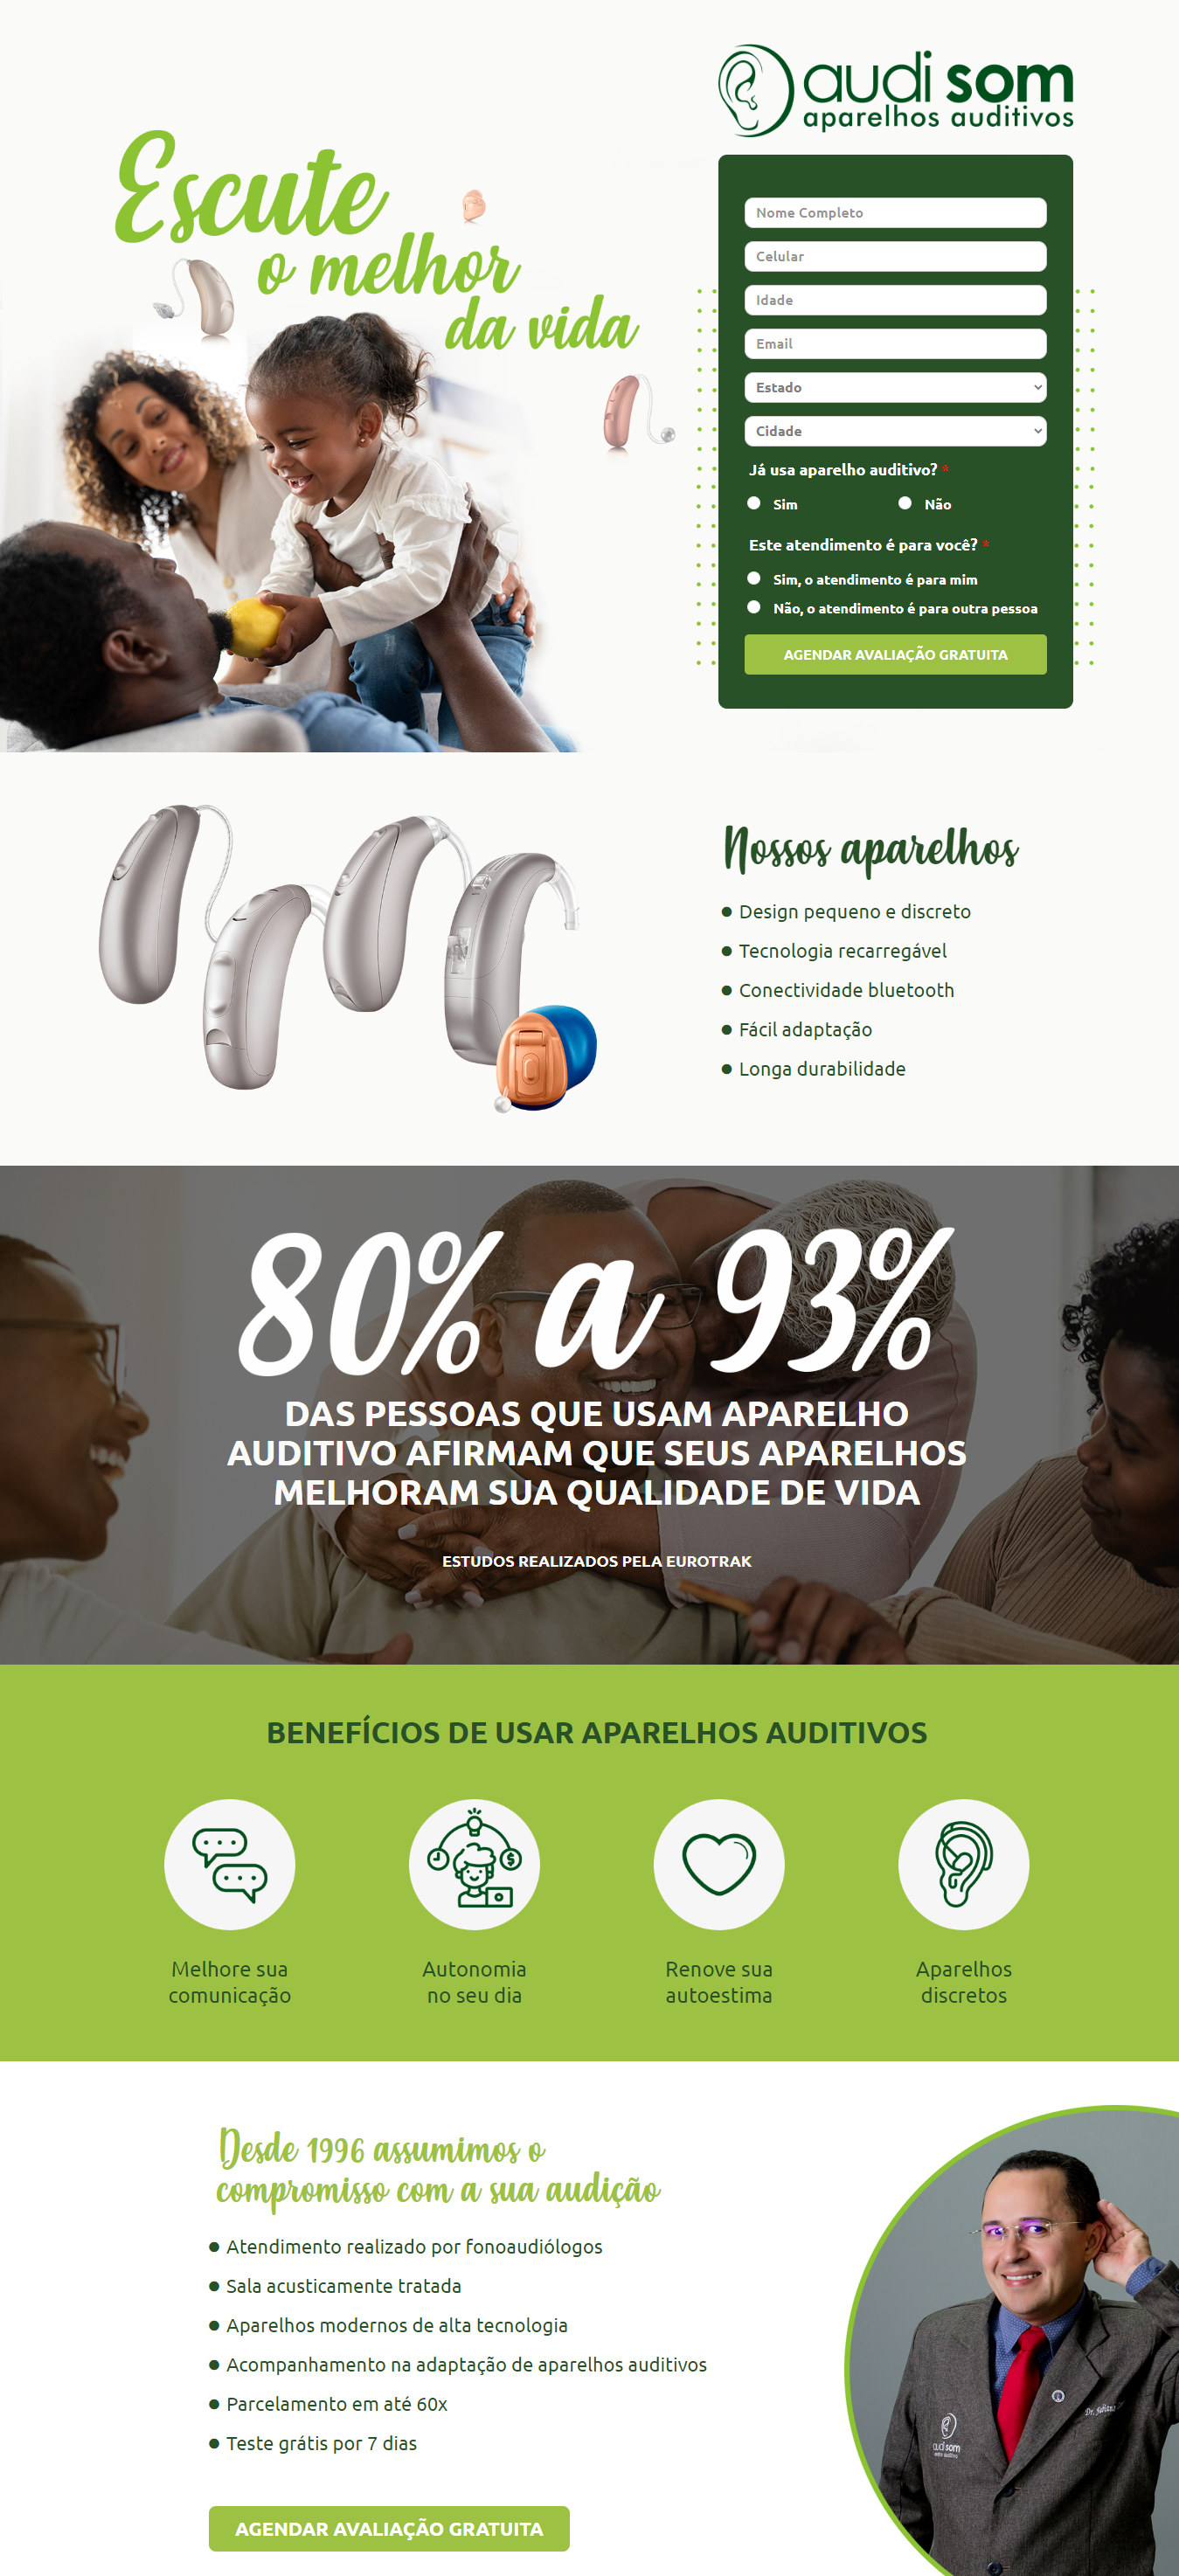 audi som
aparelhos auditivos
Escute
o melhor
da vida
Nome Completo
Celular
Idade
Email
Estado
Cidade
Já usa aparelho auditivo? *
Sim
Não
Este atendimento é para você? *
Sim, o atendimento é para mim
Não, o atendimento é para outra pessoa
AGENDAR AVALIAÇÃO GRATUITA
Nossos aparelhos
Design pequeno e discreto
Tecnologia recarregável
Conectividade bluetooth
Fácil adaptação
Longa durabilidade
80% a 93%
DAS PESSOAS QUE USAM APARELHO
AUDITIVO AFIRMAM QUE SEUS APARELHOS
MELHORAM SUA QUALIDADE DE VIDA
ESTUDOS REALIZADOS PELA EUROTRAK
BENEFÍCIOS DE USAR APARELHOS AUDITIVOS
Melhore sua
comunicação
Autonomia
no seu dia
Renove sua
autoestima
Aparelhos
discretos
Desde 1996 assumimos o
compromisso com a sua audição
Atendimento realizado por fonoaudiólogos
Sala acusticamente tratada
Aparelhos modernos de alta tecnologia
Acompanhamento na adaptação de aparelhos auditivos
Parcelamento em até 60x
Teste grátis por 7 dias
AGENDAR AVALIAÇÃO GRATUITA
audi som
Dr.